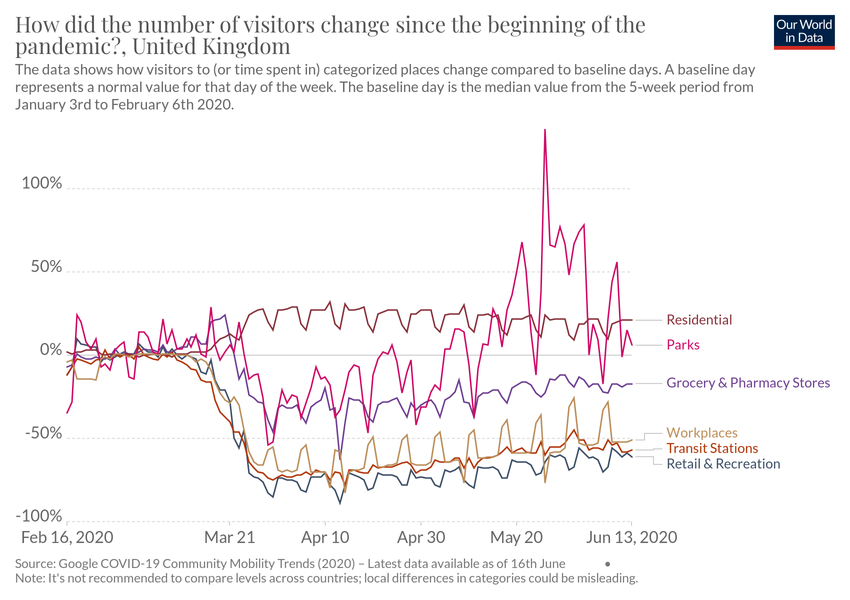 How did the number of visitors change since the beginning of the
pandemic?, United Kingdom
Our World
in Data
The data shows how visitors to (or time spent in) categorized places change compared to baseline days. A baseline day
represents a normal value for that day of the week. The baseline day is the median value from the 5-week period from
January 3rd to February 6th 2020.
100%
50%
0%
-50%
-100%
Residential
Parks
Grocery & Pharmacy Stores
Workplaces
Transit Stations
Retail & Recreation
Feb 16, 2020
Mar 21
Apr 10
Apr 30
May 20
Jun 13, 2020
Source: Google COVID-19 Community Mobility Trends (2020) – Latest data available as of 16th June •
Note: It's not recommended to compare levels across countries; local differences in categories could be misleading.